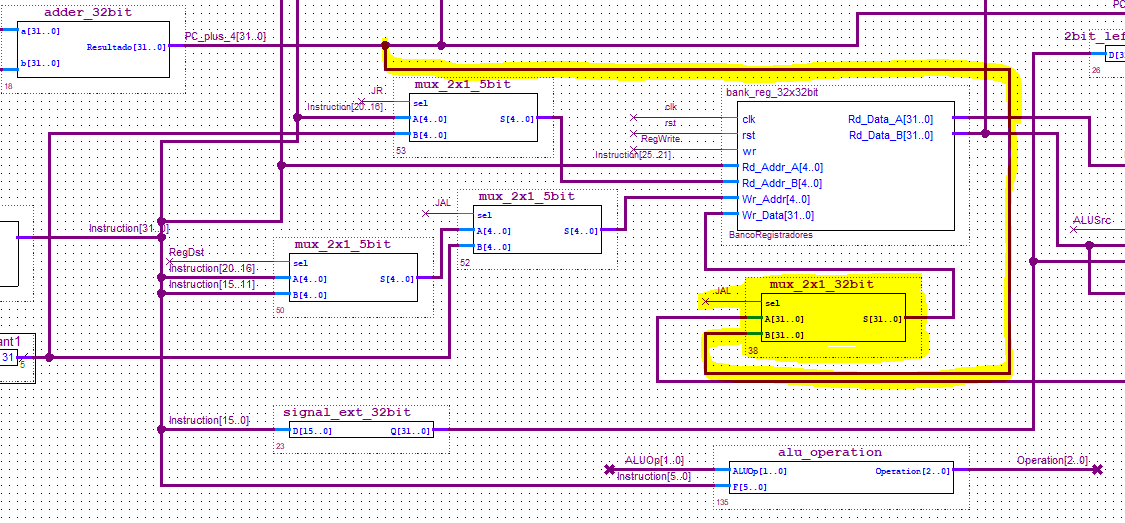 adder_32bit
a[31..0]
Resultado[31..0]
b[31..0]
18
PC_plus_4[31..0]
PC
2bit_lef
D[3
26
JR
mux_2x1_5bit
Instruction[20..16]
sel
A[4..0]
S[4..0]
B[4..0]
53
bank_reg_32x32bit
clk
rst
RegWrite
Instruction[25..21]
clk
Rd_Data_A[31..0]
rst
Rd_Data_B[31..0]
wr
Rd_Addr_A[4..0]
Rd_Addr_B[4..0]
Wr_Addr[4..0]
Wr_Data[31..0]
BancoRegistradores
JAL
mux_2x1_5bit
sel
A[4..0]
S[4..0]
B[4..0]
52
ALUSrc
Instruction[31..0]
RegDst
mux_2x1_5bit
Instruction[20..16]
Instruction[15..11]
sel
A[4..0]
S[4..0]
B[4..0]
50
JAL
mux_2x1_32bit
sel
A[31..0]
S[31..0]
B[31..0]
38
ant1
31
5
Instruction[15..0]
signal_ext_32bit
D[15..0]
Q[31..0]
23
ALUOp[1..0]
Instruction[5..0]
alu_operation
ALUOp[1..0]
Operation[2..0]
F[5..0]
135
Operation[2..0]